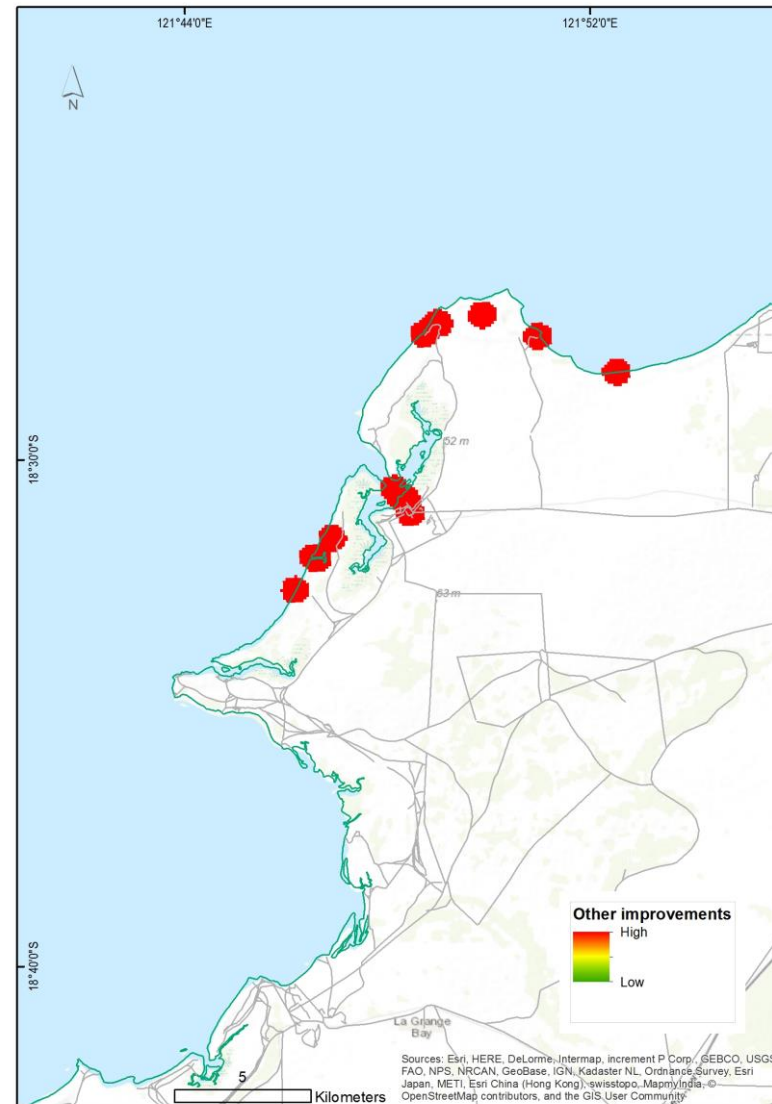 121°44'0"E
121°52'0"E
N
18°30'0"S
52 m
63 m
18°40'0"S
Other improvements
High
Low
La Grange
Bay
5
Kilometers
Sources: Esri, HERE, DeLorme, Intermap, increment P Corp., GEBCO, USGS,
FAO, NPS, NRCAN, GeoBase, IGN, Kadaster NL, Ordnance Survey, Esri
Japan, METI, Esri China (Hong Kong), swisstopo, MapmyIndia, ©
OpenStreetMap contributors, and the GIS User Community